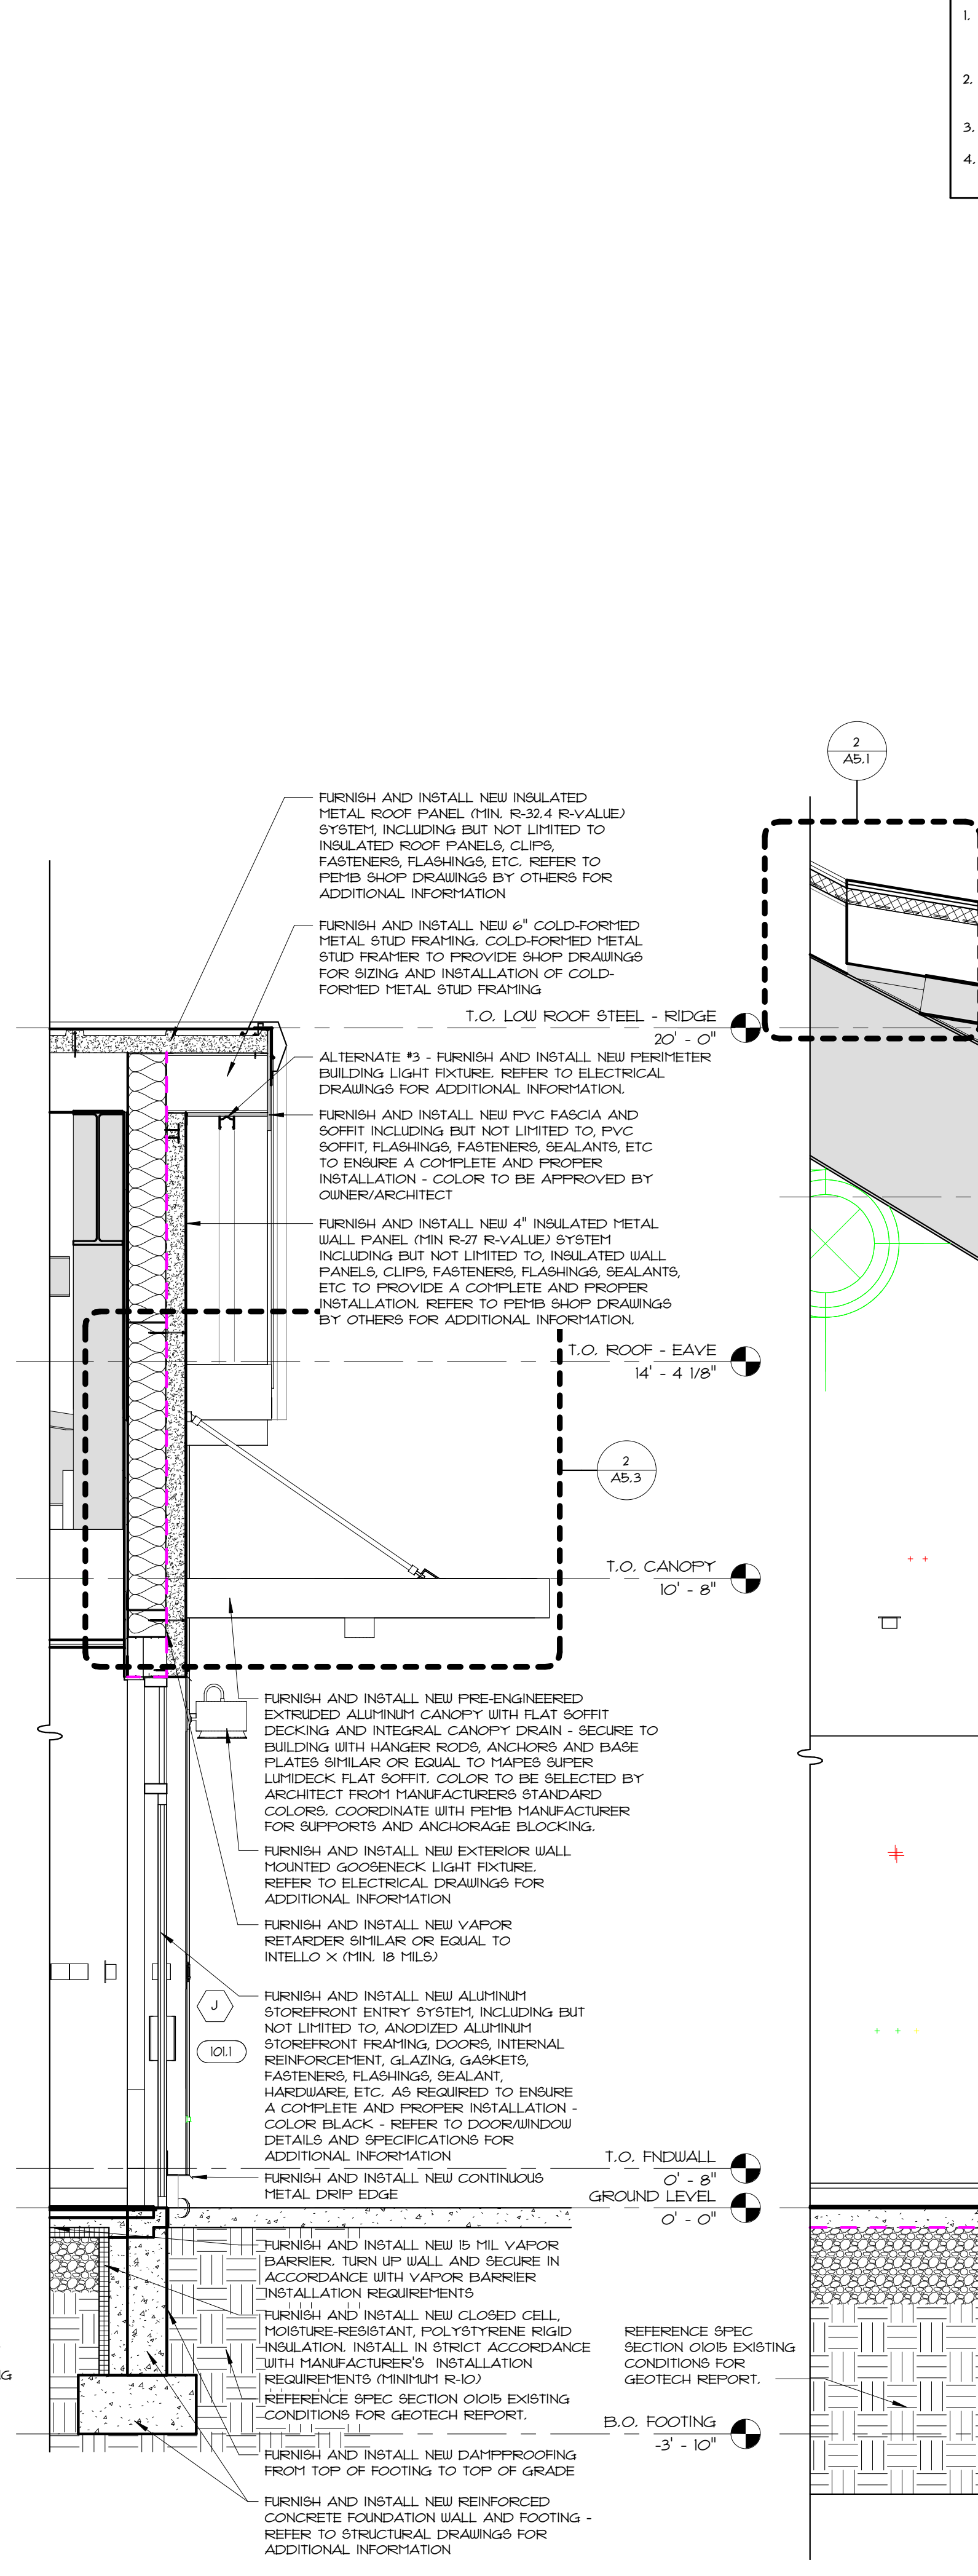 1.
2.
3.
4.
2
A5.1
FURNISH AND INSTALL NEW INSULATED
METAL ROOF PANEL (MIN. R-32.4 R-VALUE)
SYSTEM, INCLUDING BUT NOT LIMITED TO
INSULATED ROOF PANELS, CLIPS,
FASTENERS, FLASHINGS, ETC. REFER TO
PEMB SHOP DRAWINGS BY OTHERS FOR
ADDITIONAL INFORMATION
FURNISH AND INSTALL NEW 6" COLD-FORMED
METAL STUD FRAMING. COLD-FORMED METAL
STUD FRAMER TO PROVIDE SHOP DRAWINGS
FOR SIZING AND INSTALLATION OF COLD-
FORMED METAL STUD FRAMING
T.O. LOW ROOF STEEL - RIDGE
20' - 0"
ALTERNATE #3 - FURNISH AND INSTALL NEW PERIMETER
BUILDING LIGHT FIXTURE. REFER TO ELECTRICAL
DRAWINGS FOR ADDITIONAL INFORMATION.
FURNISH AND INSTALL NEW PVC FASCIA AND
SOFFIT INCLUDING BUT NOT LIMITED TO, PVC
SOFFIT, FLASHINGS, FASTENERS, SEALANTS, ETC
TO ENSURE A COMPLETE AND PROPER
INSTALLATION - COLOR TO BE APPROVED BY
OWNER/ARCHITECT
FURNISH AND INSTALL NEW 4" INSULATED METAL
WALL PANEL (MIN R-27 R-VALUE) SYSTEM
INCLUDING BUT NOT LIMITED TO, INSULATED WALL
PANELS, CLIPS, FASTENERS, FLASHINGS, SEALANTS,
ETC TO PROVIDE A COMPLETE AND PROPER
INSTALLATION. REFER TO PEMB SHOP DRAWINGS
BY OTHERS FOR ADDITIONAL INFORMATION.
T.O. ROOF - EAVE
14' - 4 1/8"
2
A5.3
T.O. CANOPY
10' - 8"
FURNISH AND INSTALL NEW PRE-ENGINEERED
EXTRUDED ALUMINUM CANOPY WITH FLAT SOFFIT
DECKING AND INTEGRAL CANOPY DRAIN - SECURE TO
BUILDING WITH HANGER RODS, ANCHORS AND BASE
PLATES SIMILAR OR EQUAL TO MAPES SUPER
LUMIDECK FLAT SOFFIT. COLOR TO BE SELECTED BY
ARCHITECT FROM MANUFACTURERS STANDARD
COLORS. COORDINATE WITH PEMB MANUFACTURER
FOR SUPPORTS AND ANCHORAGE BLOCKING.
FURNISH AND INSTALL NEW EXTERIOR WALL
MOUNTED GOOSENECK LIGHT FIXTURE.
REFER TO ELECTRICAL DRAWINGS FOR
ADDITIONAL INFORMATION
FURNISH AND INSTALL NEW VAPOR
RETARDER SIMILAR OR EQUAL TO
INTELLO X (MIN. 18 MILS)
J
101.1
FURNISH AND INSTALL NEW ALUMINUM
STOREFRONT ENTRY SYSTEM, INCLUDING BUT
NOT LIMITED TO, ANODIZED ALUMINUM
STOREFRONT FRAMING, DOORS, INTERNAL
REINFORCEMENT, GLAZING, GASKETS,
FASTENERS, FLASHINGS, SEALANT,
HARDWARE, ETC. AS REQUIRED TO ENSURE
A COMPLETE AND PROPER INSTALLATION -
COLOR BLACK - REFER TO DOOR/WINDOW
DETAILS AND SPECIFICATIONS FOR
ADDITIONAL INFORMATION
T.O. FNDWALL
0' - 8"
FURNISH AND INSTALL NEW CONTINUOUS
METAL DRIP EDGE
GROUND LEVEL
0' - 0"
FURNISH AND INSTALL NEW 15 MIL VAPOR
BARRIER. TURN UP WALL AND SECURE IN
ACCORDANCE WITH VAPOR BARRIER
INSTALLATION REQUIREMENTS
FURNISH AND INSTALL NEW CLOSED CELL,
MOISTURE-RESISTANT, POLYSTYRENE RIGID
INSULATION. INSTALL IN STRICT ACCORDANCE
WITH MANUFACTURER'S INSTALLATION
REQUIREMENTS (MINIMUM R-10)
REFERENCE SPEC
SECTION 01015 EXISTING
CONDITIONS FOR
GEOTECH REPORT.
REFERENCE SPEC SECTION 01015 EXISTING
CONDITIONS FOR GEOTECH REPORT.
B.O. FOOTING
-3' - 10"
FURNISH AND INSTALL NEW DAMPPROOFING
FROM TOP OF FOOTING TO TOP OF GRADE
FURNISH AND INSTALL NEW REINFORCED
CONCRETE FOUNDATION WALL AND FOOTING -
REFER TO STRUCTURAL DRAWINGS FOR
ADDITIONAL INFORMATION